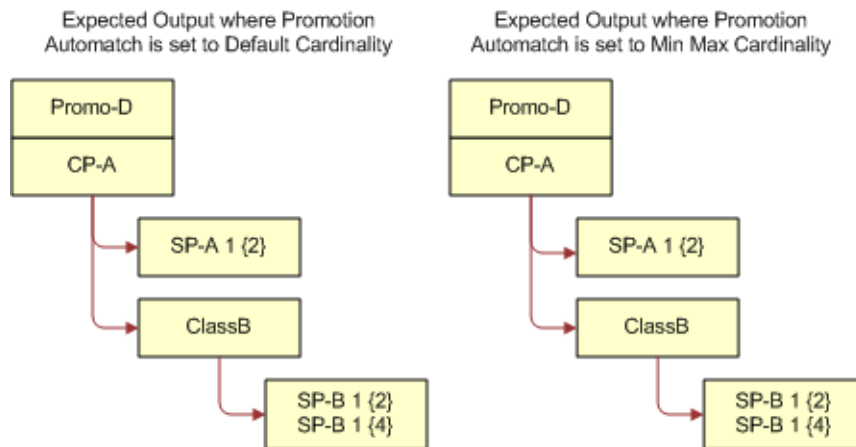 Expected Output where Promotion
Automatch is set to Default Cardinality
Promo-D
CP-A
SP-A 1 {2}
ClassB
SP-B 1 {2}
SP-B 1 {4}
Expected Output where Promotion
Automatch is set to Min Max Cardinality
Promo-D
CP-A
SP-A 1 {2}
ClassB
SP-B 1 {2}
SP-B 1 {4}